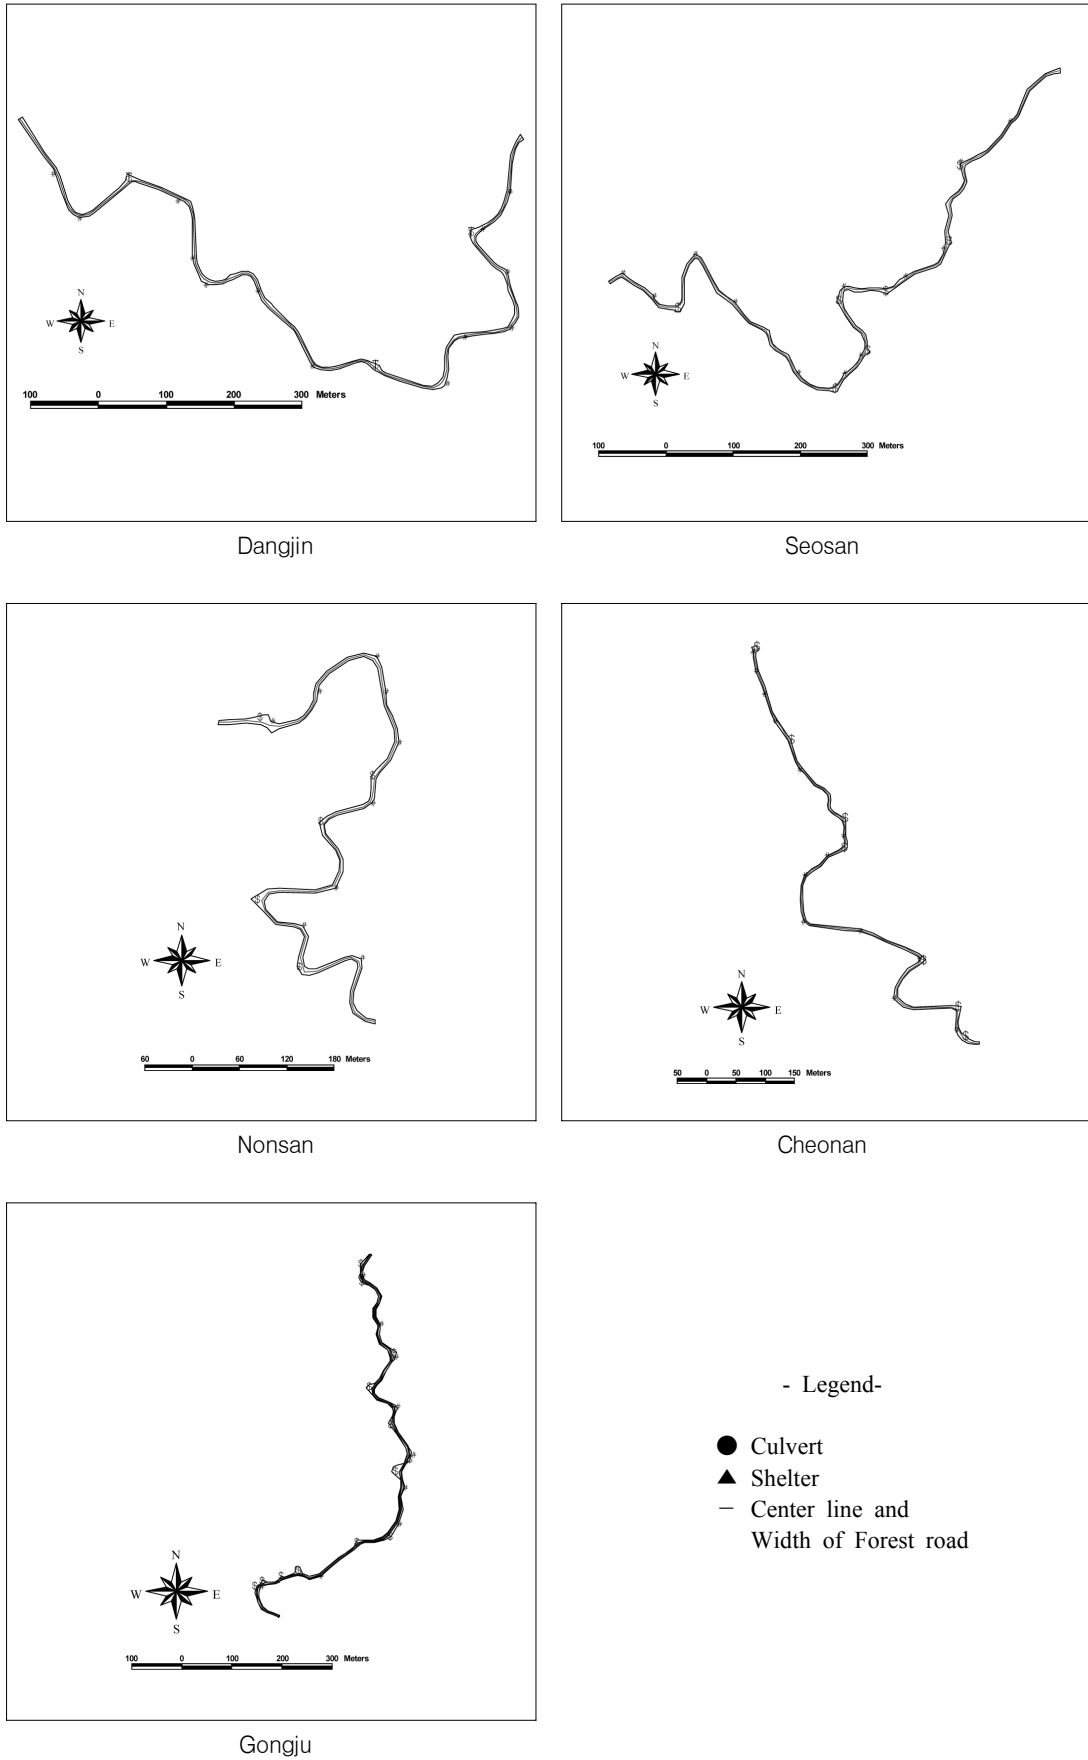 N
W E
S
100 0 100 200 300 Meters
Dangjin
N
W E
S
100 0 100 200 300 Meters
Seosan
N
W E
S
60 0 60 120 180 Meters
Nonsan
N
W E
S
50 0 50 100 150 Meters
Cheonan
N
W E
S
100 0 100 200 300 Meters
Gongju
- Legend-
Culvert
Shelter
Center line and
Width of Forest road